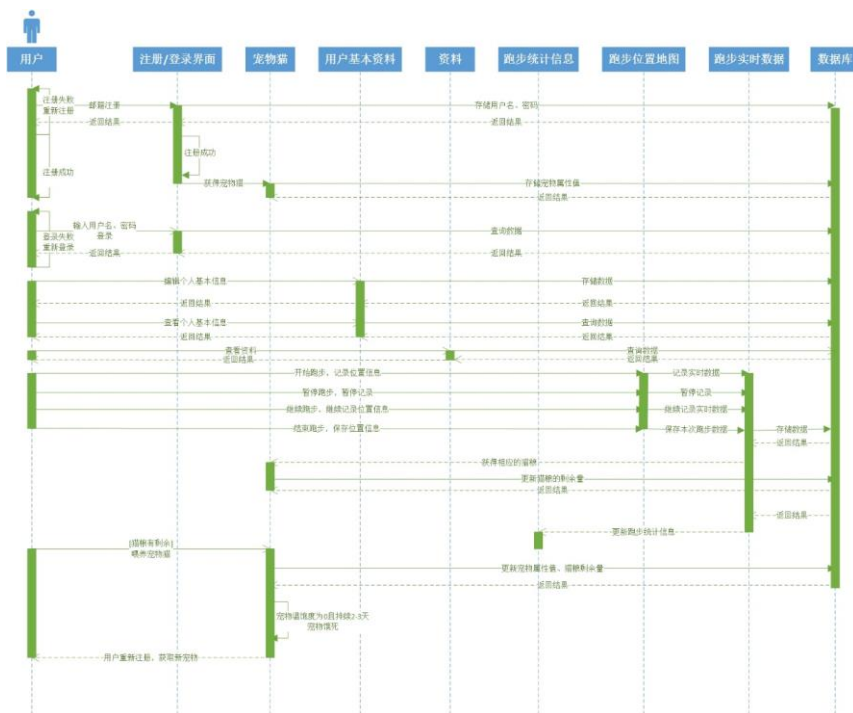 用户
注册/登录界面
宠物猫
用户基本资料
资料
跑步统计信息
跑步位置地图
跑步实时数据
数据库
注册失败
重新注册
邮箱注册
存储用户名、密码
返回结果
返回结果
注册成功
注册成功
获得宠物猫
存储宠物属性值
返回结果
输入用户名、密码
登录
查询数据
登录失败
重新登录
返回结果
返回结果
编辑个人基本信息
存储数据
返回结果
返回结果
查看个人基本信息
查询数据
返回结果
返回结果
查看资料
查询数据
返回结果
返回结果
开始跑步、记录位置信息
记录实时数据
暂停跑步、暂停记录
暂停记录
继续跑步、继续记录位置信息
继续记录实时数据
结束跑步、保存位置信息
保存本次跑步数据
存储数据
返回结果
获得相应的猫粮
更新猫粮的剩余量
返回结果
返回结果
更新跑步统计信息
[猫粮有剩余]
喂养宠物猫
更新宠物属性值、猫粮剩余量
返回结果
宠物猫饱度为0且持续2-3天
宠物饿死
用户重新注册、获取新宠物